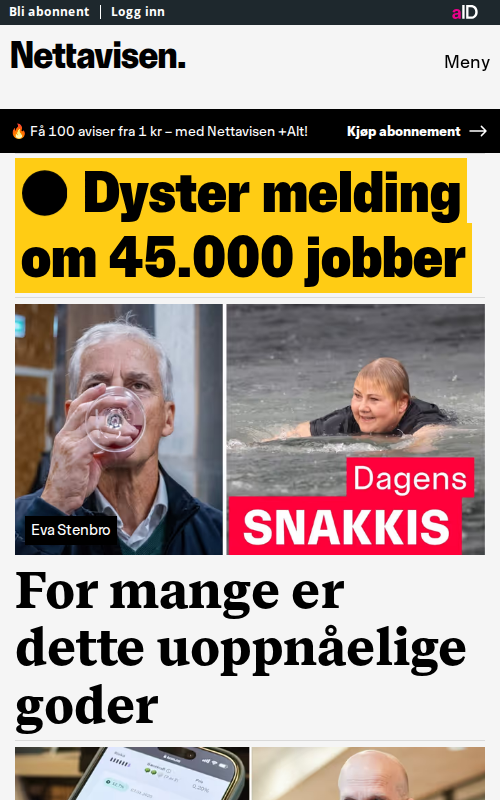 Bli abonnent | Logg inn
aID
Nettavisen.
Meny
🔥 Få 100 aviser fra 1 kr – med Nettavisen +Alt!
Kjøp abonnement →
● Dyster melding
om 45.000 jobber
Dagens
SNAKKIS
Eva Stenbro
For mange er
dette uoppnåelige
goder